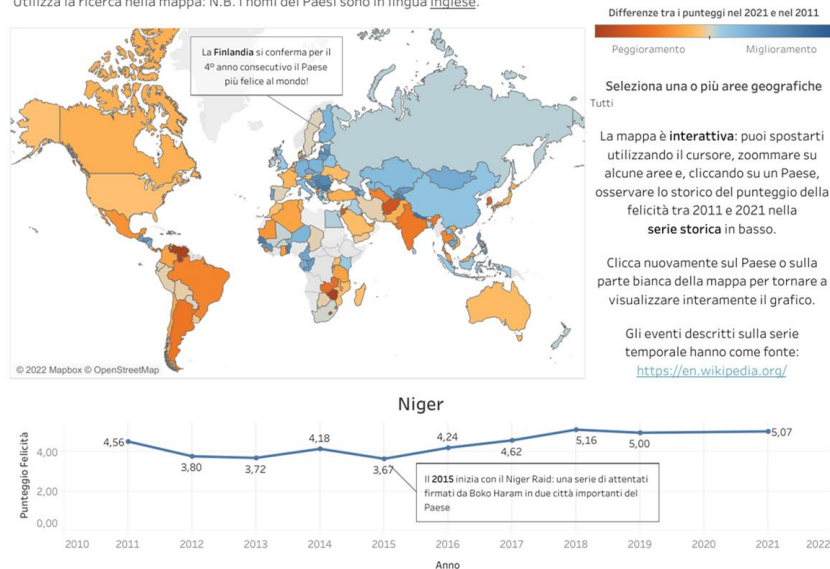 Utilizza la ricerca nella mappa: N.B. i nomi dei Paesi sono in lingua inglese.
La Finlandia si conferma per il
4º anno consecutivo il Paese
più felice al mondo!
© 2022 Mapbox © OpenStreetMap
Differenze tra i punteggi nel 2021 e nel 2011
Peggioramento Miglioramento
Seleziona una o più aree geografiche
Tutti
La mappa è interattiva: puoi spostarti
utilizzando il cursore, zoommare su
alcune aree e, cliccando su un Paese,
osservare lo storico del punteggio della
felicità tra 2011 e 2021 nella
serie storica in basso.
Clicca nuovamente sul Paese o sulla
parte bianca della mappa per tornare a
visualizzare interamente il grafico.
Gli eventi descritti sulla serie
temporale hanno come fonte:
https://en.wikipedia.org/
Niger
Punteggio Felicità
4,00
2,00
0,00
4,56
3,80
3,72
4,18
3,67
4,24
4,62
5,16
5,00
5,07
Il 2015 inizia con il Niger Raid: una serie di attentati
firmati da Boko Haram in due città importanti del
Paese
2010 2011 2012 2013 2014 2015 2016 2017 2018 2019 2020 2021 2022
Anno